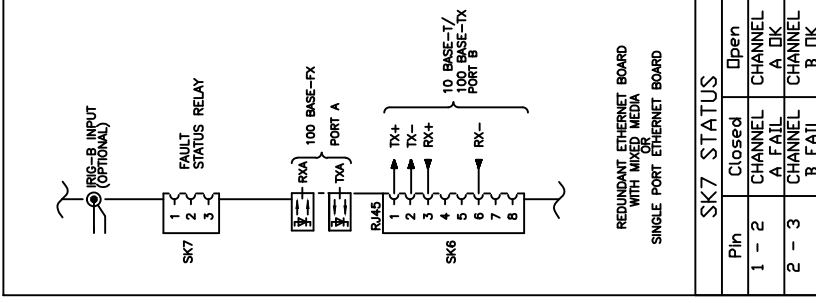 IRIG-B INPUT
(OPTIONAL)
SK7
1
2
3
FAULT
STATUS RELAY
RXA
TXA
100 BASE-FX
PORT A
RJ45
SK6
1
2
3
4
5
6
7
8
TX+
TX-
RX+
RX-
10 BASE-T/
100 BASE-TX
PORT B
REDUNDANT ETHERNET BOARD
WITH MIXED MEDIA
OR
SINGLE PORT ETHERNET BOARD
SK7 STATUS
Pin Closed Open
1 - 2 CHANNEL A FAIL CHANNEL A OK
2 - 3 CHANNEL B FAIL CHANNEL B OK